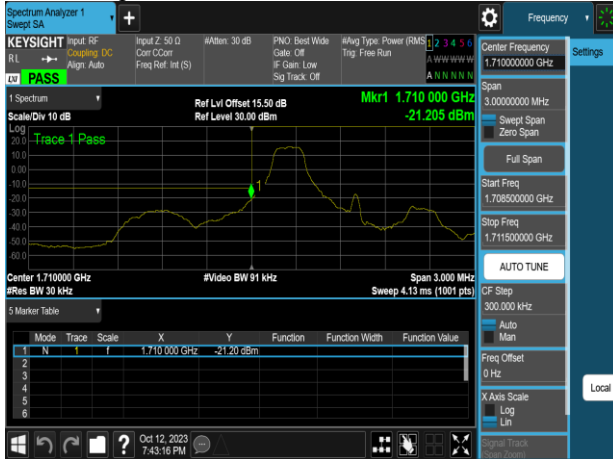 Spectrum Analyzer 1
Swept SA
+
Frequency
KEYSIGHT
RL
PASS
Input: RF
Coupling: DC
Align: Auto
Input Z: 50 Ω
Corr CCorr
Freq Ref: Int (S)
#Atten: 30 dB
PNO: Best Wide
Gate: Off
IF Gain: Low
Sig Track: Off
#Avg Type: Power (RMS
Trig: Free Run
1 2 3 4 5 6
A W W W W W
A N N N N N
1 Spectrum
Scale/Div 10 dB
Ref Lvl Offset 15.50 dB
Ref Level 30.00 dBm
Mkr1 1.710 000 GHz
-21.205 dBm
Log
Trace 1 Pass
20.0
10.0
0.00
-10.0
-20.0
-30.0
-40.0
-50.0
-60.0
1
Center 1.710000 GHz
#Res BW 30 kHz
#Video BW 91 kHz
Span 3.000 MHz
Sweep 4.13 ms (1001 pts)
5 Marker Table
Mode Trace Scale X Y Function Function Width Function Value
1 N 1 f 1.710 000 GHz -21.20 dBm
2
3
4
5
6
Oct 12, 2023
7:43:16 PM
?
Center Frequency
1.710000000 GHz
Span
3.00000000 MHz
Swept Span
Zero Span
Full Span
Start Freq
1.708500000 GHz
Stop Freq
1.711500000 GHz
AUTO TUNE
CF Step
300.000 kHz
Auto
Man
Freq Offset
0 Hz
X Axis Scale
Log
Lin
Signal Track
(Span Zoom)
Settings
Local